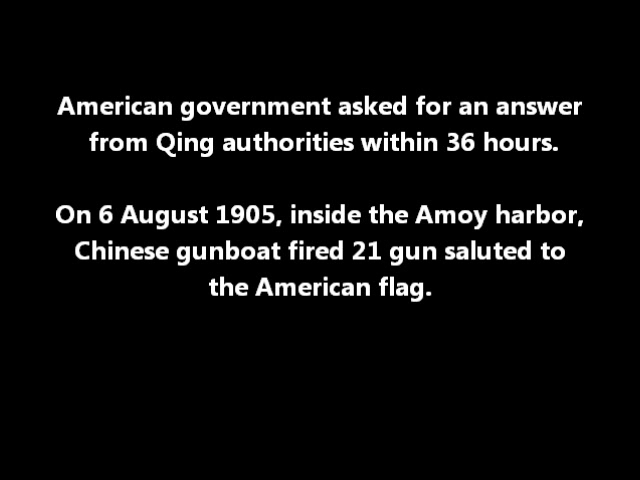 American government asked for an answer
from Qing authorities within 36 hours.
On 6 August 1905, inside the Amoy harbor,
Chinese gunboat fired 21 gun saluted to
the American flag.